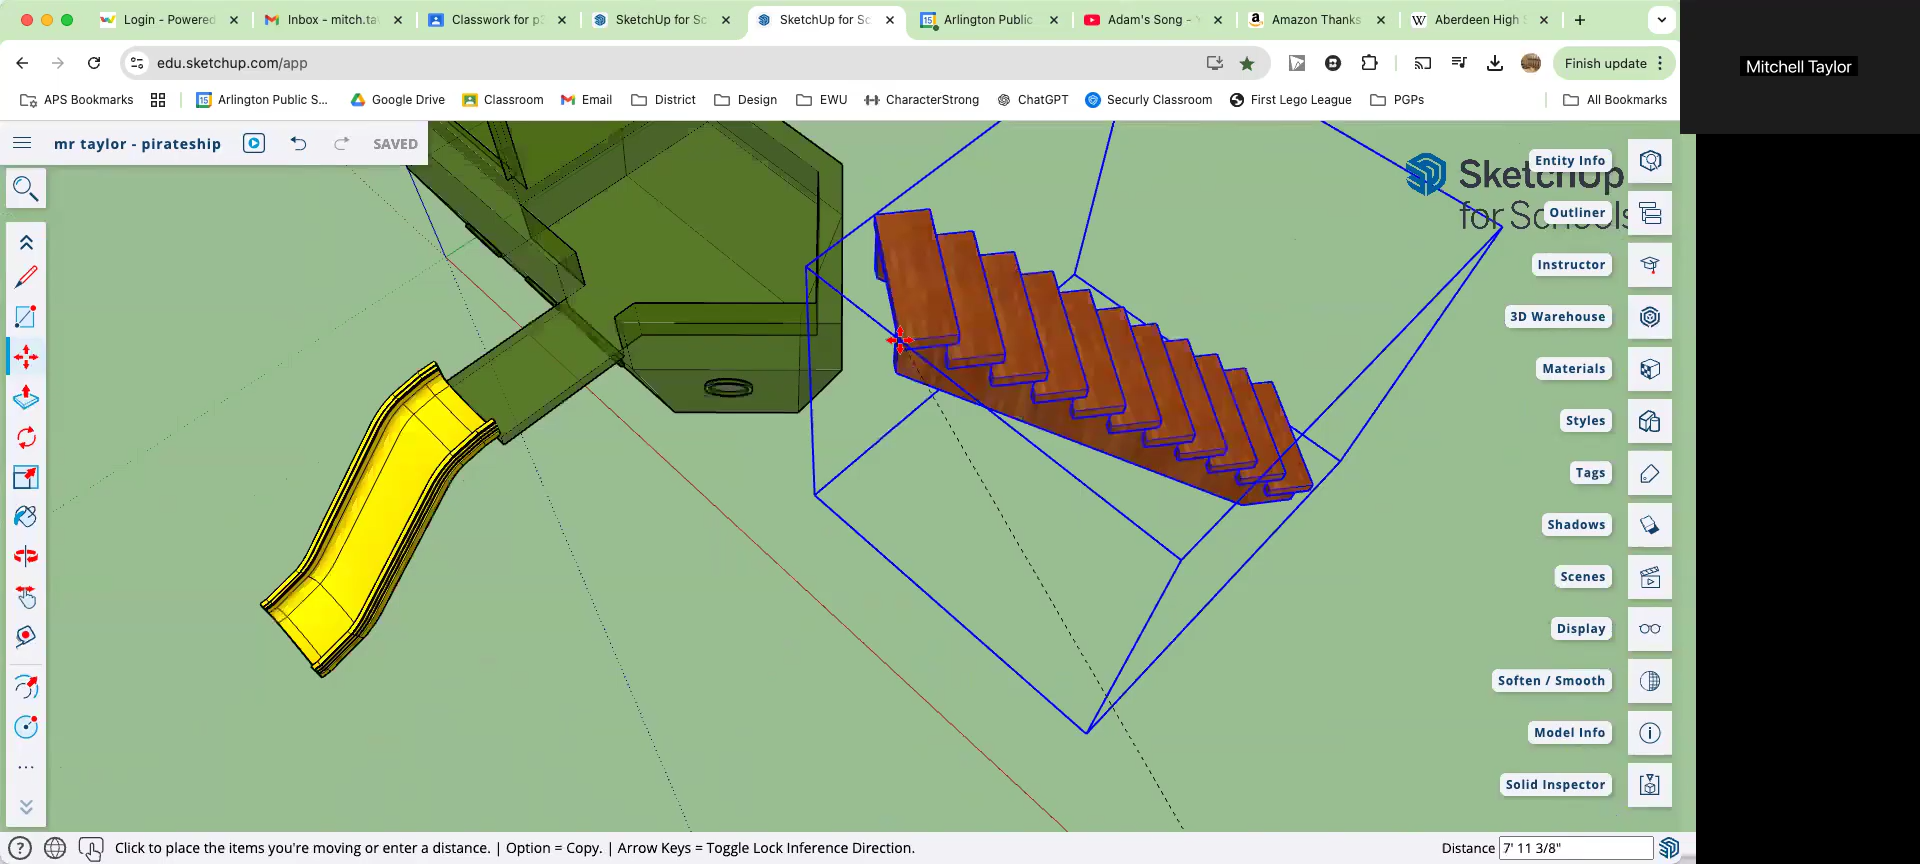 Login - Powered
Inbox - mitch.ta
Classwork for p
SketchUp for Sc
SketchUp for Sc
Arlington Public
Adam's Song -
Amazon Thanks
Aberdeen High
edu.sketchup.com/app
Finish update
APS Bookmarks
Arlington Public S...
Google Drive
Classroom
Email
District
Design
EWU
CharacterStrong
ChatGPT
Securly Classroom
First Lego League
PGPs
All Bookmarks
Mitchell Taylor
mr taylor - pirateship
SAVED
SketchUp
for Schools
Entity Info
Outliner
Instructor
3D Warehouse
Materials
Styles
Tags
Shadows
Scenes
Display
Soften / Smooth
Model Info
Solid Inspector
Click to place the items you're moving or enter a distance. | Option = Copy. | Arrow Keys = Toggle Lock Inference Direction.
Distance 7' 11 3/8"